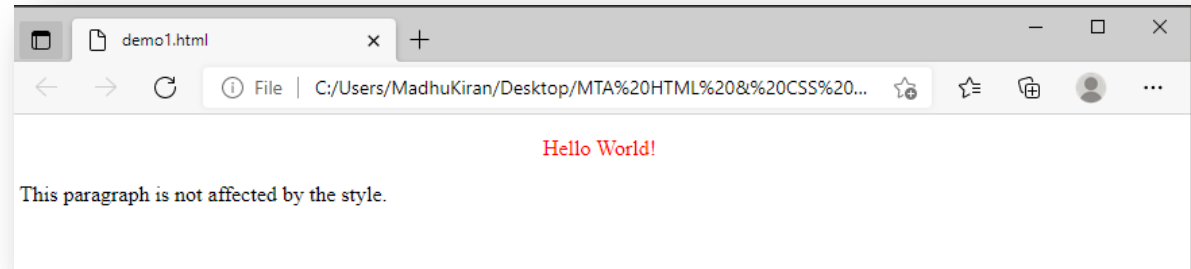 demo1.html
File
C:/Users/MadhuKiran/Desktop/MTA%20HTML%20&%20CSS%20...
Hello World!
This paragraph is not affected by the style.